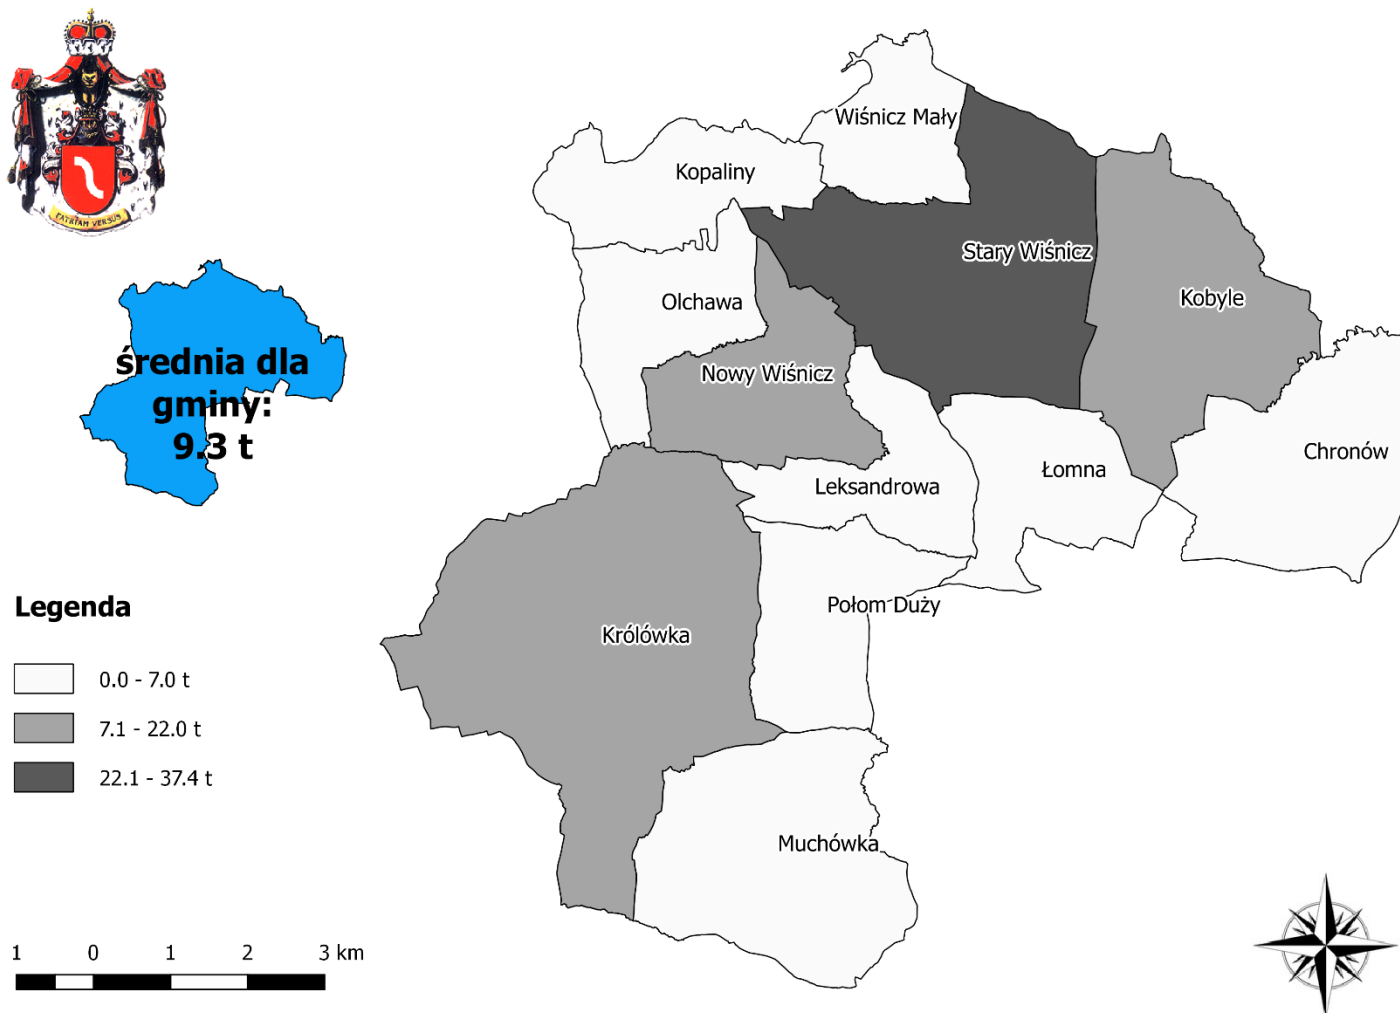 PATRIAM VERSUS
średnia dla
gminy:
9.3 t
Wiśnicz Mały
Kopaliny
Stary Wiśnicz
Kobyle
Olchawa
Nowy Wiśnicz
Chronów
Łomna
Leksandrowa
Połom Duży
Królówka
Muchówka
Legenda
0.0 - 7.0 t
7.1 - 22.0 t
22.1 - 37.4 t
1 0 1 2 3 km